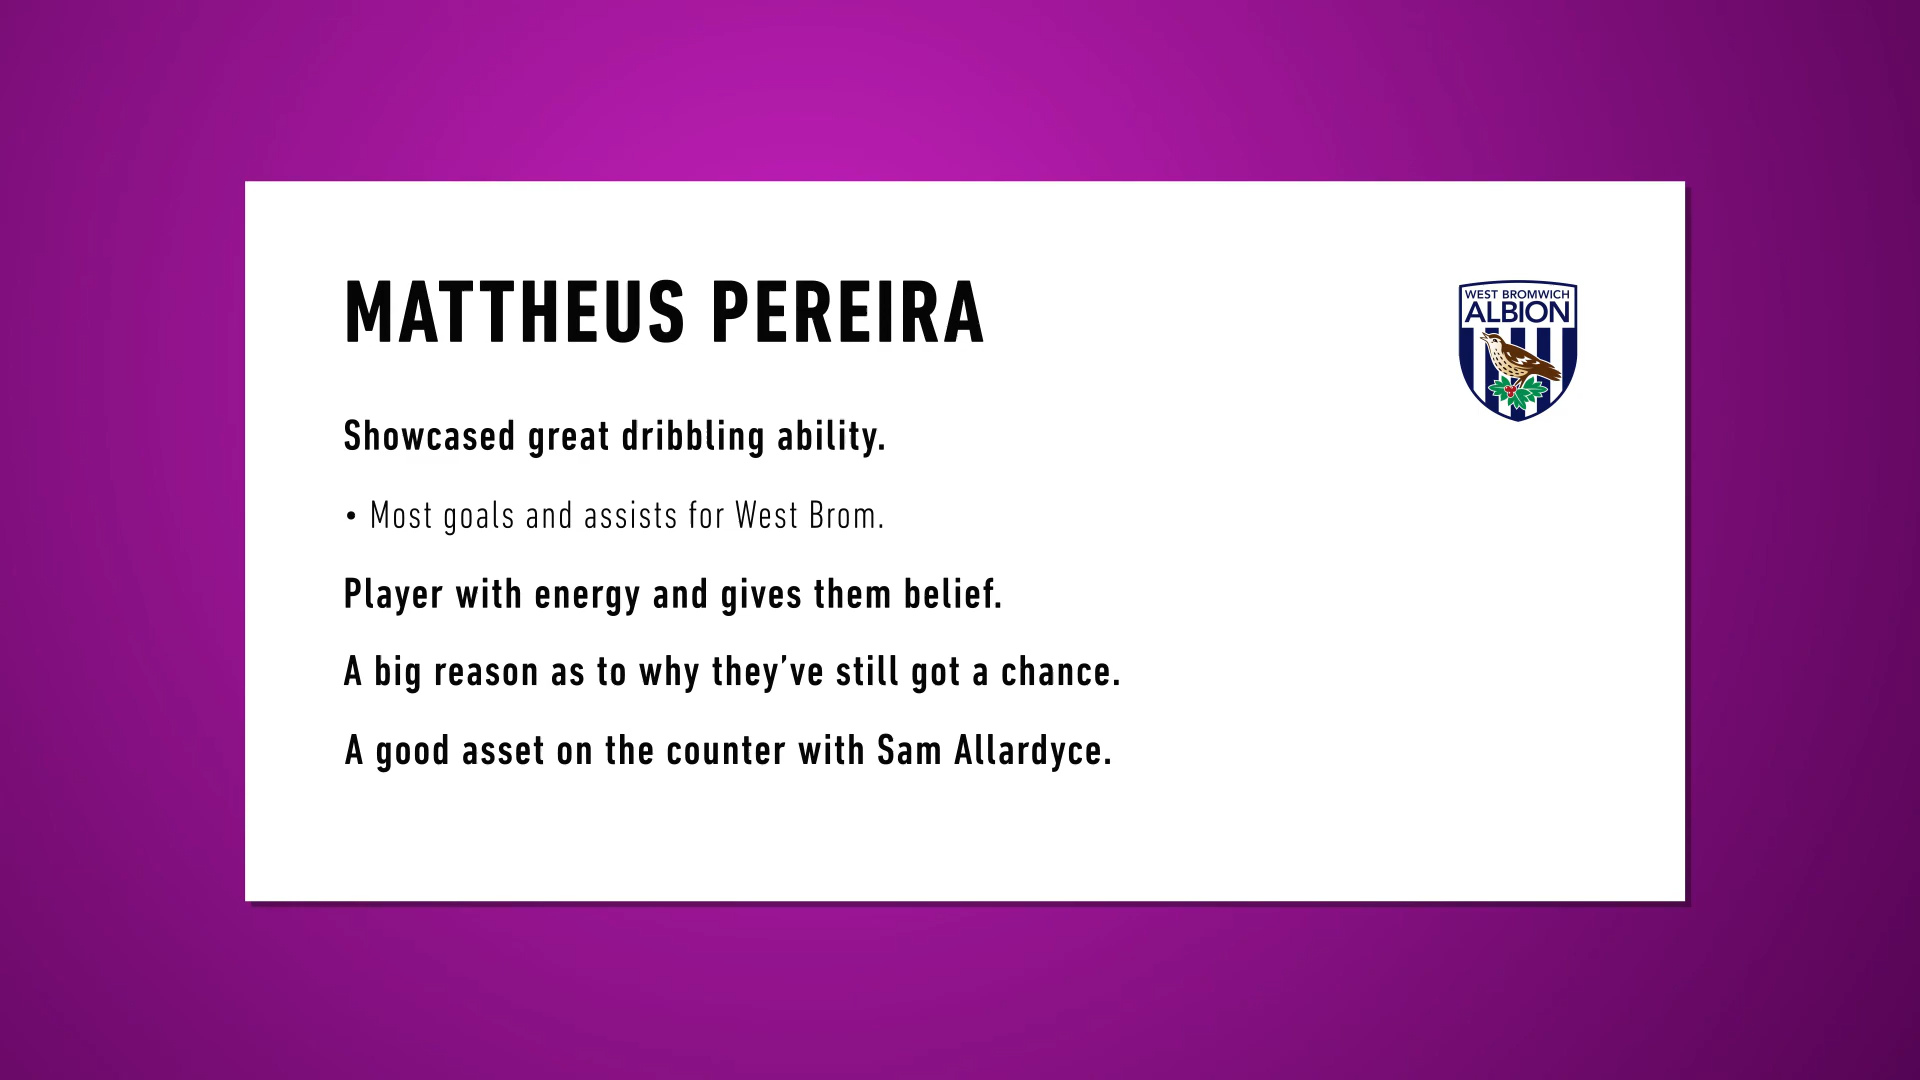 MATTHEUS PEREIRA
WEST BROMWICH
ALBION
Showcased great dribbling ability.
• Most goals and assists for West Brom.
Player with energy and gives them belief.
A big reason as to why they’ve still got a chance.
A good asset on the counter with Sam Allardyce.